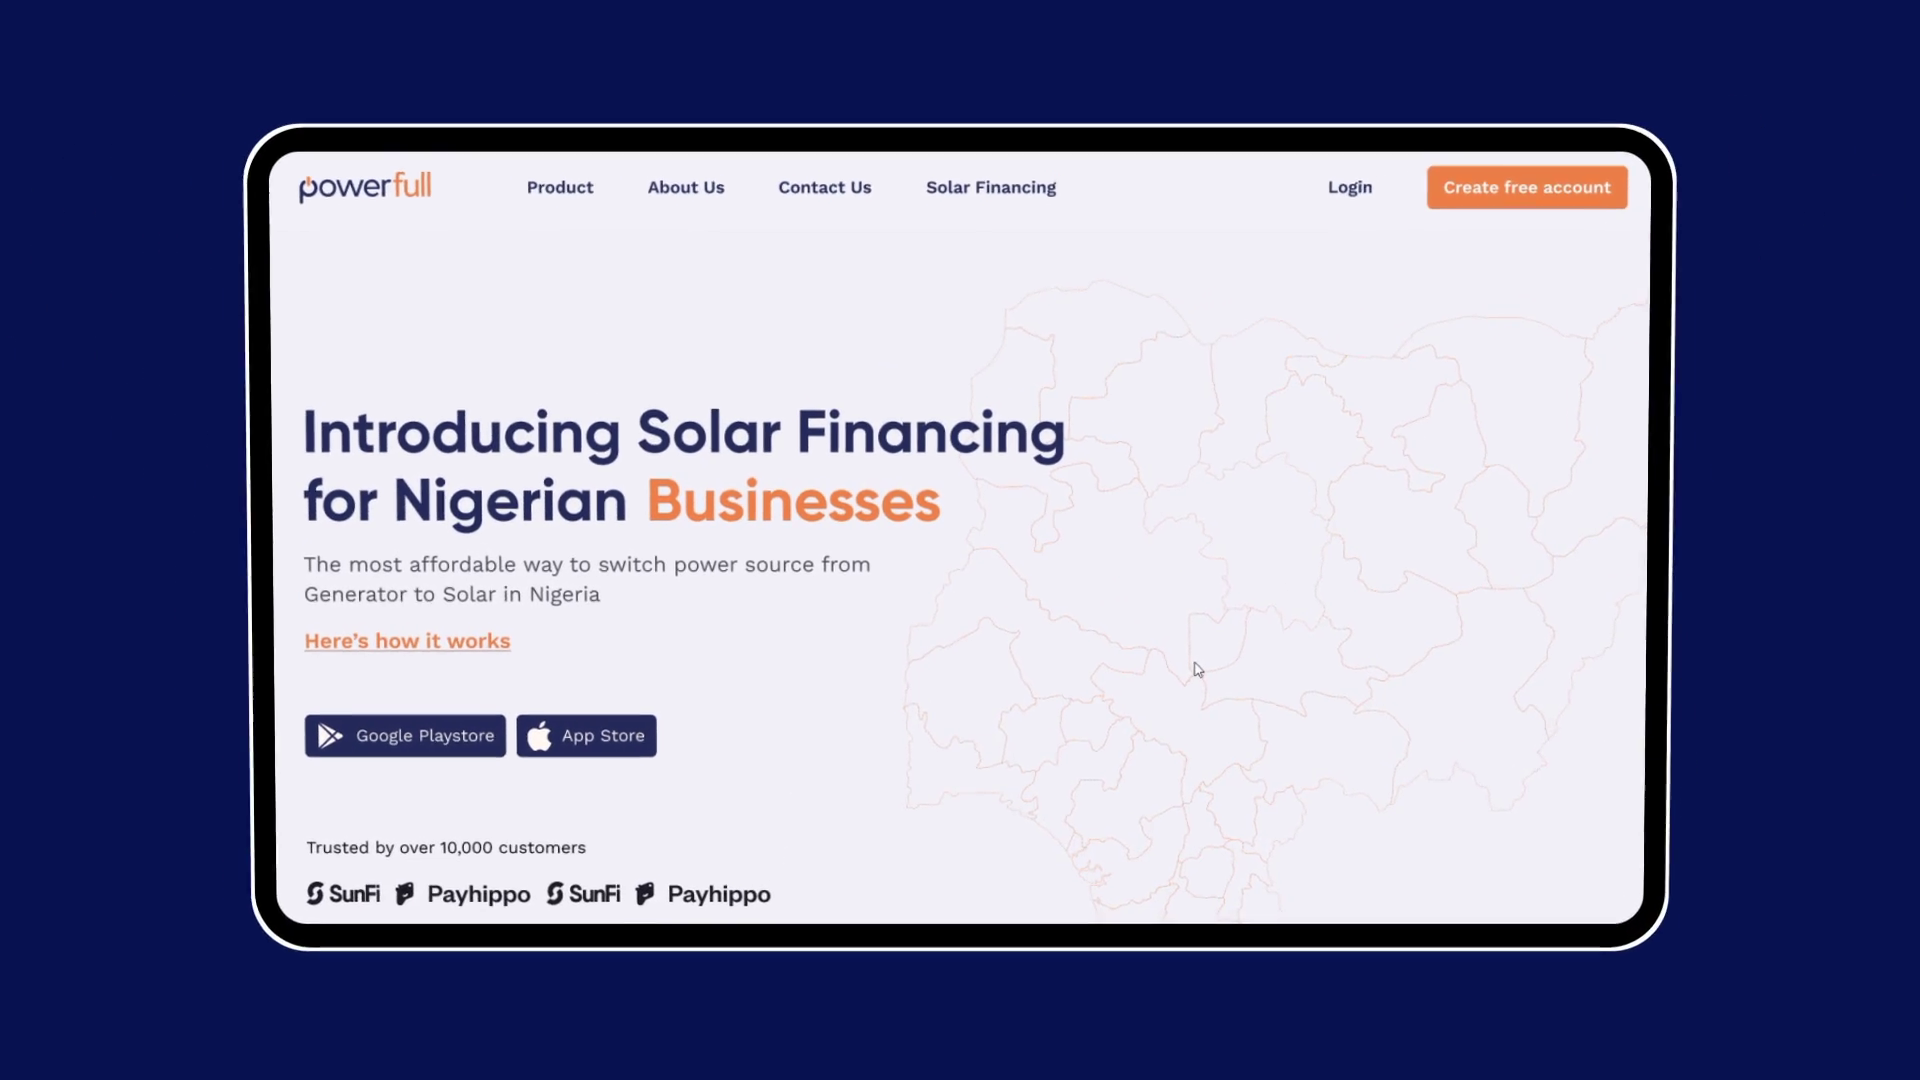 powerfull
Product
About Us
Contact Us
Solar Financing
Login
Create free account
Introducing Solar Financing
for Nigerian Businesses
The most affordable way to switch power source from
Generator to Solar in Nigeria
Here’s how it works
Google Playstore
App Store
Trusted by over 10,000 customers
SunFi Payhippo SunFi Payhippo